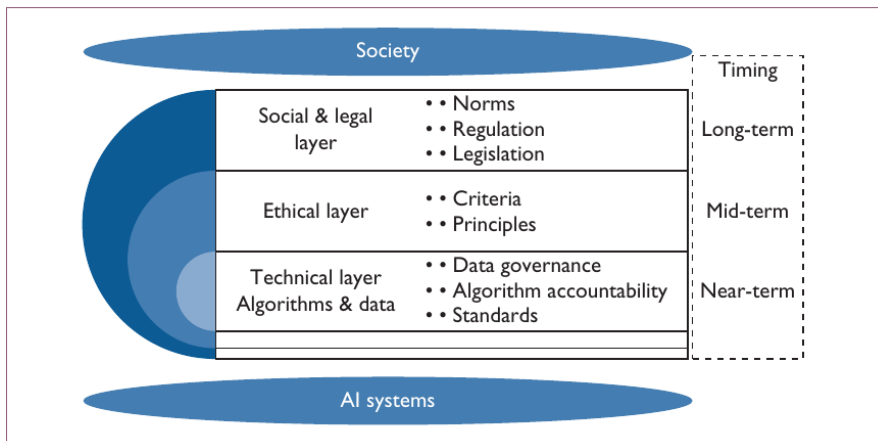 Society
Timing
Social & legal
layer
• • Norms
• • Regulation
• • Legislation
Long-term
Ethical layer
• • Criteria
• • Principles
Mid-term
Technical layer
Algorithms & data
• • Data governance
• • Algorithm accountability
• • Standards
Near-term
AI systems